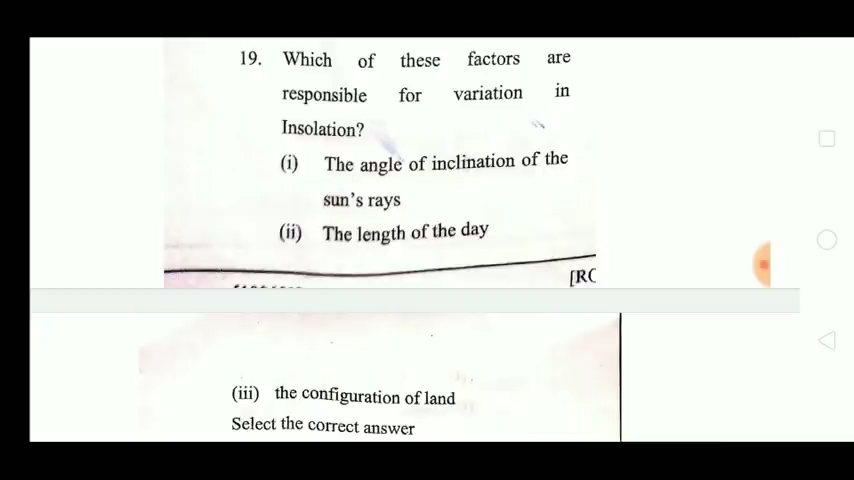 19. Which of these factors are
responsible for variation in
Insolation?
(i) The angle of inclination of the
sun's rays
(ii) The length of the day
[RC
(iii) the configuration of land
Select the correct answer